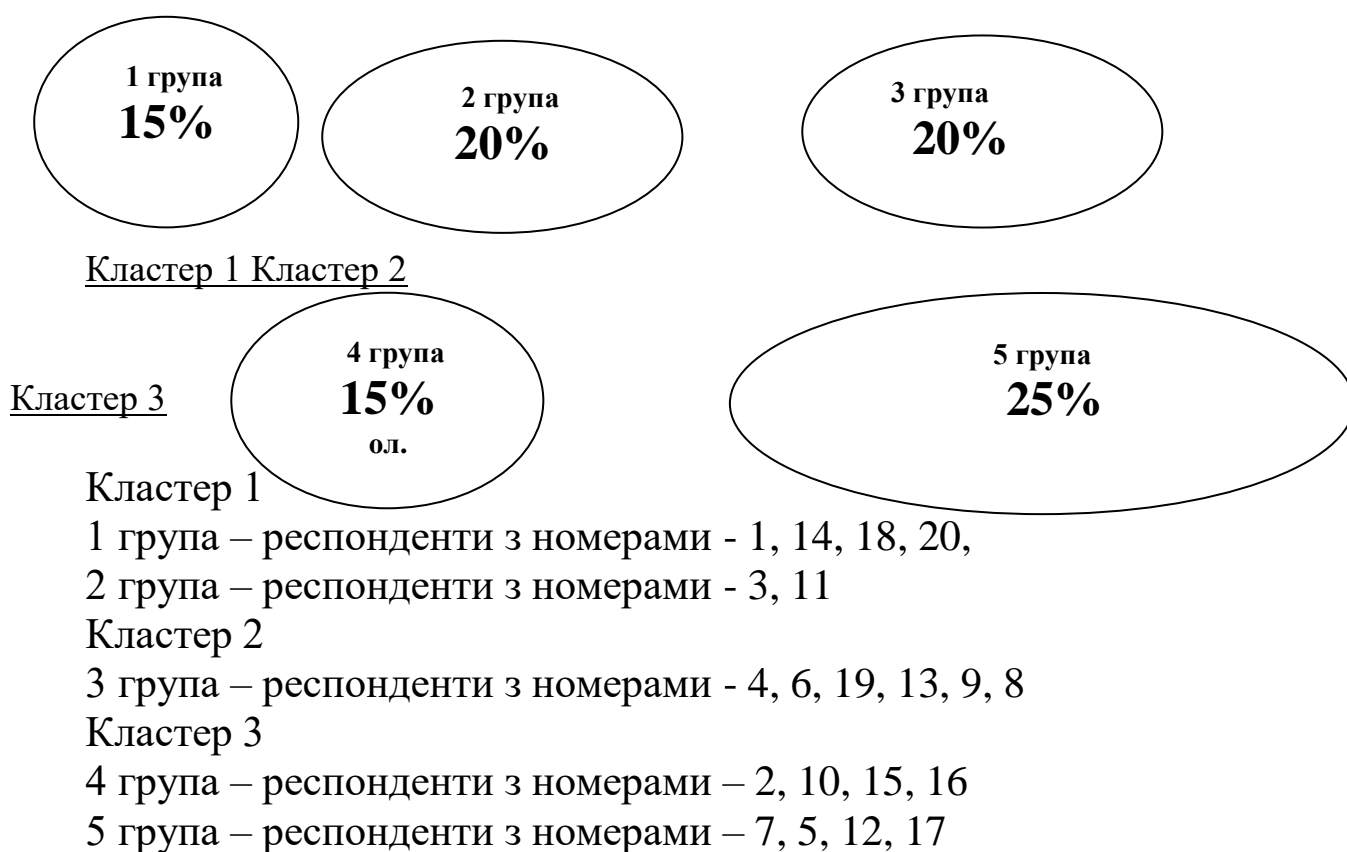 1 група
15%
2 група
20%
3 група
20%
Кластер 1 Кластер 2
4 група
15%
ол.
5 група
25%
Кластер 3
Кластер 1
1 група – респонденти з номерами - 1, 14, 18, 20,
2 група – респонденти з номерами - 3, 11
Кластер 2
3 група – респонденти з номерами - 4, 6, 19, 13, 9, 8
Кластер 3
4 група – респонденти з номерами – 2, 10, 15, 16
5 група – респонденти з номерами – 7, 5, 12, 17